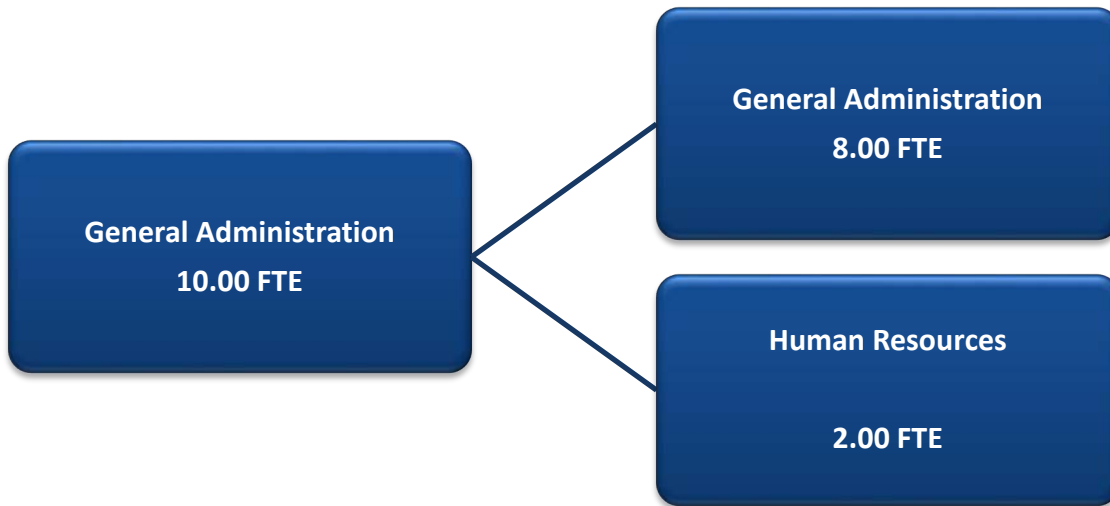 General Administration
10.00 FTE
General Administration
8.00 FTE
Human Resources
2.00 FTE